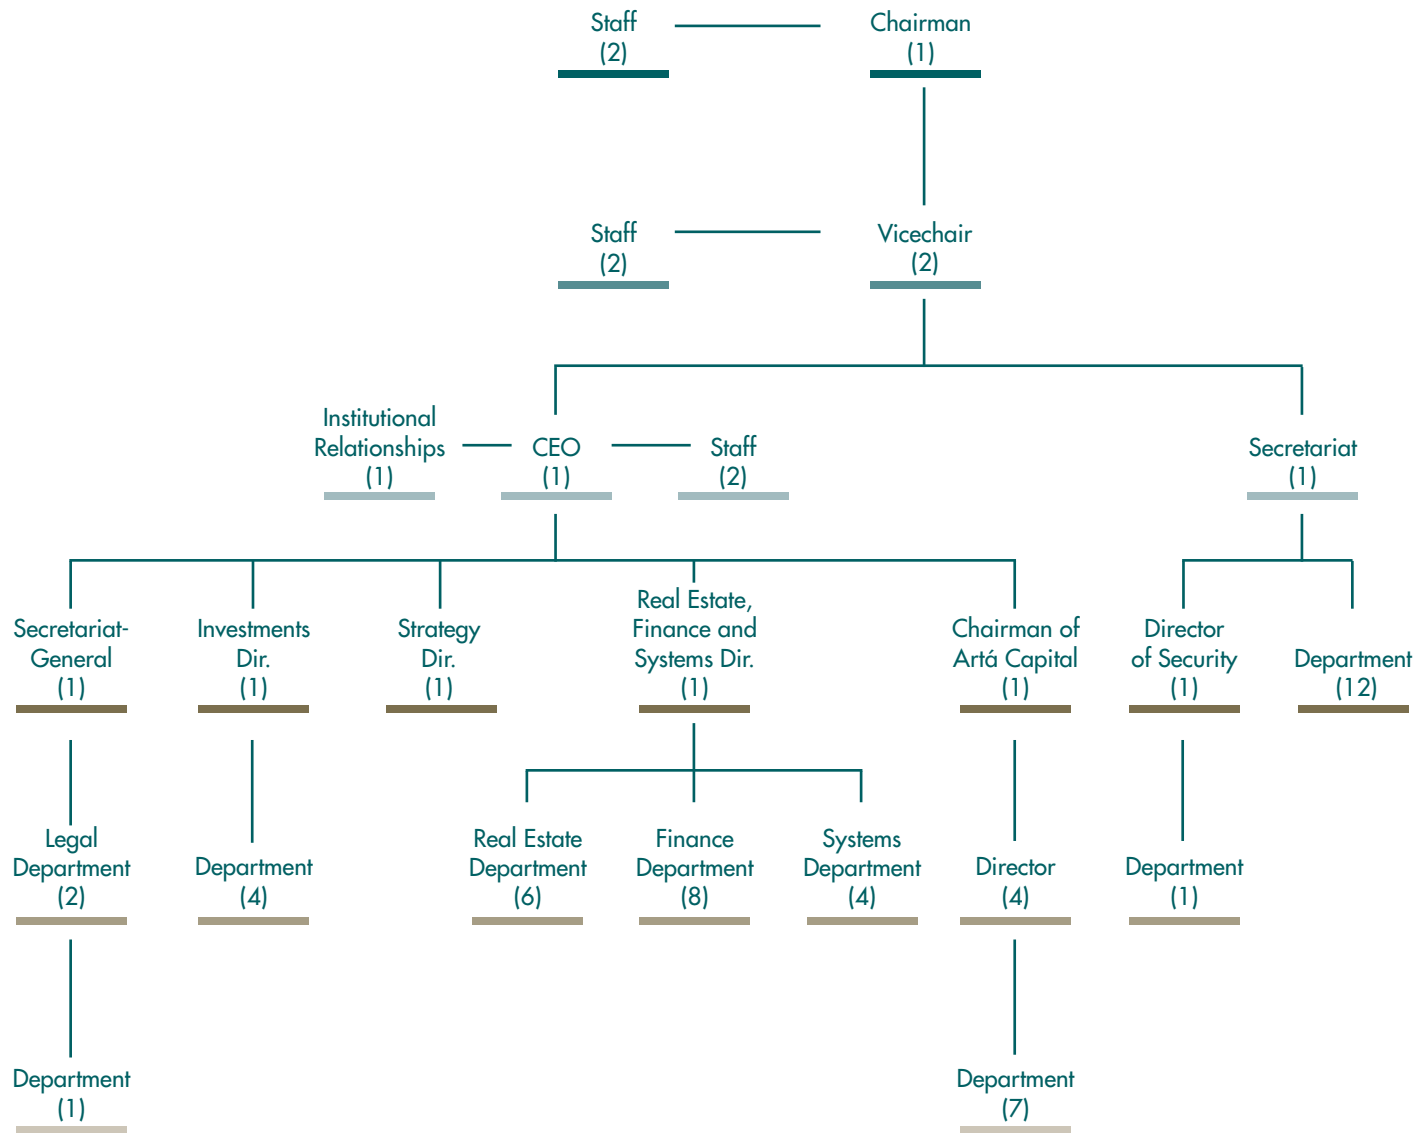 Staff
(2)
Chairman
(1)
Staff
(2)
Vicechair
(2)
Institutional
Relationships
(1)
CEO
(1)
Staff
(2)
Secretariat
(1)
Secretariat-
General
(1)
Investments
Dir.
(1)
Strategy
Dir.
(1)
Real Estate,
Finance and
Systems Dir.
(1)
Chairman of
Artá Capital
(1)
Director
of Security
(1)
Department
(12)
Legal
Department
(2)
Department
(4)
Real Estate
Department
(6)
Finance
Department
(8)
Systems
Department
(4)
Director
(4)
Department
(1)
Department
(1)
Department
(7)